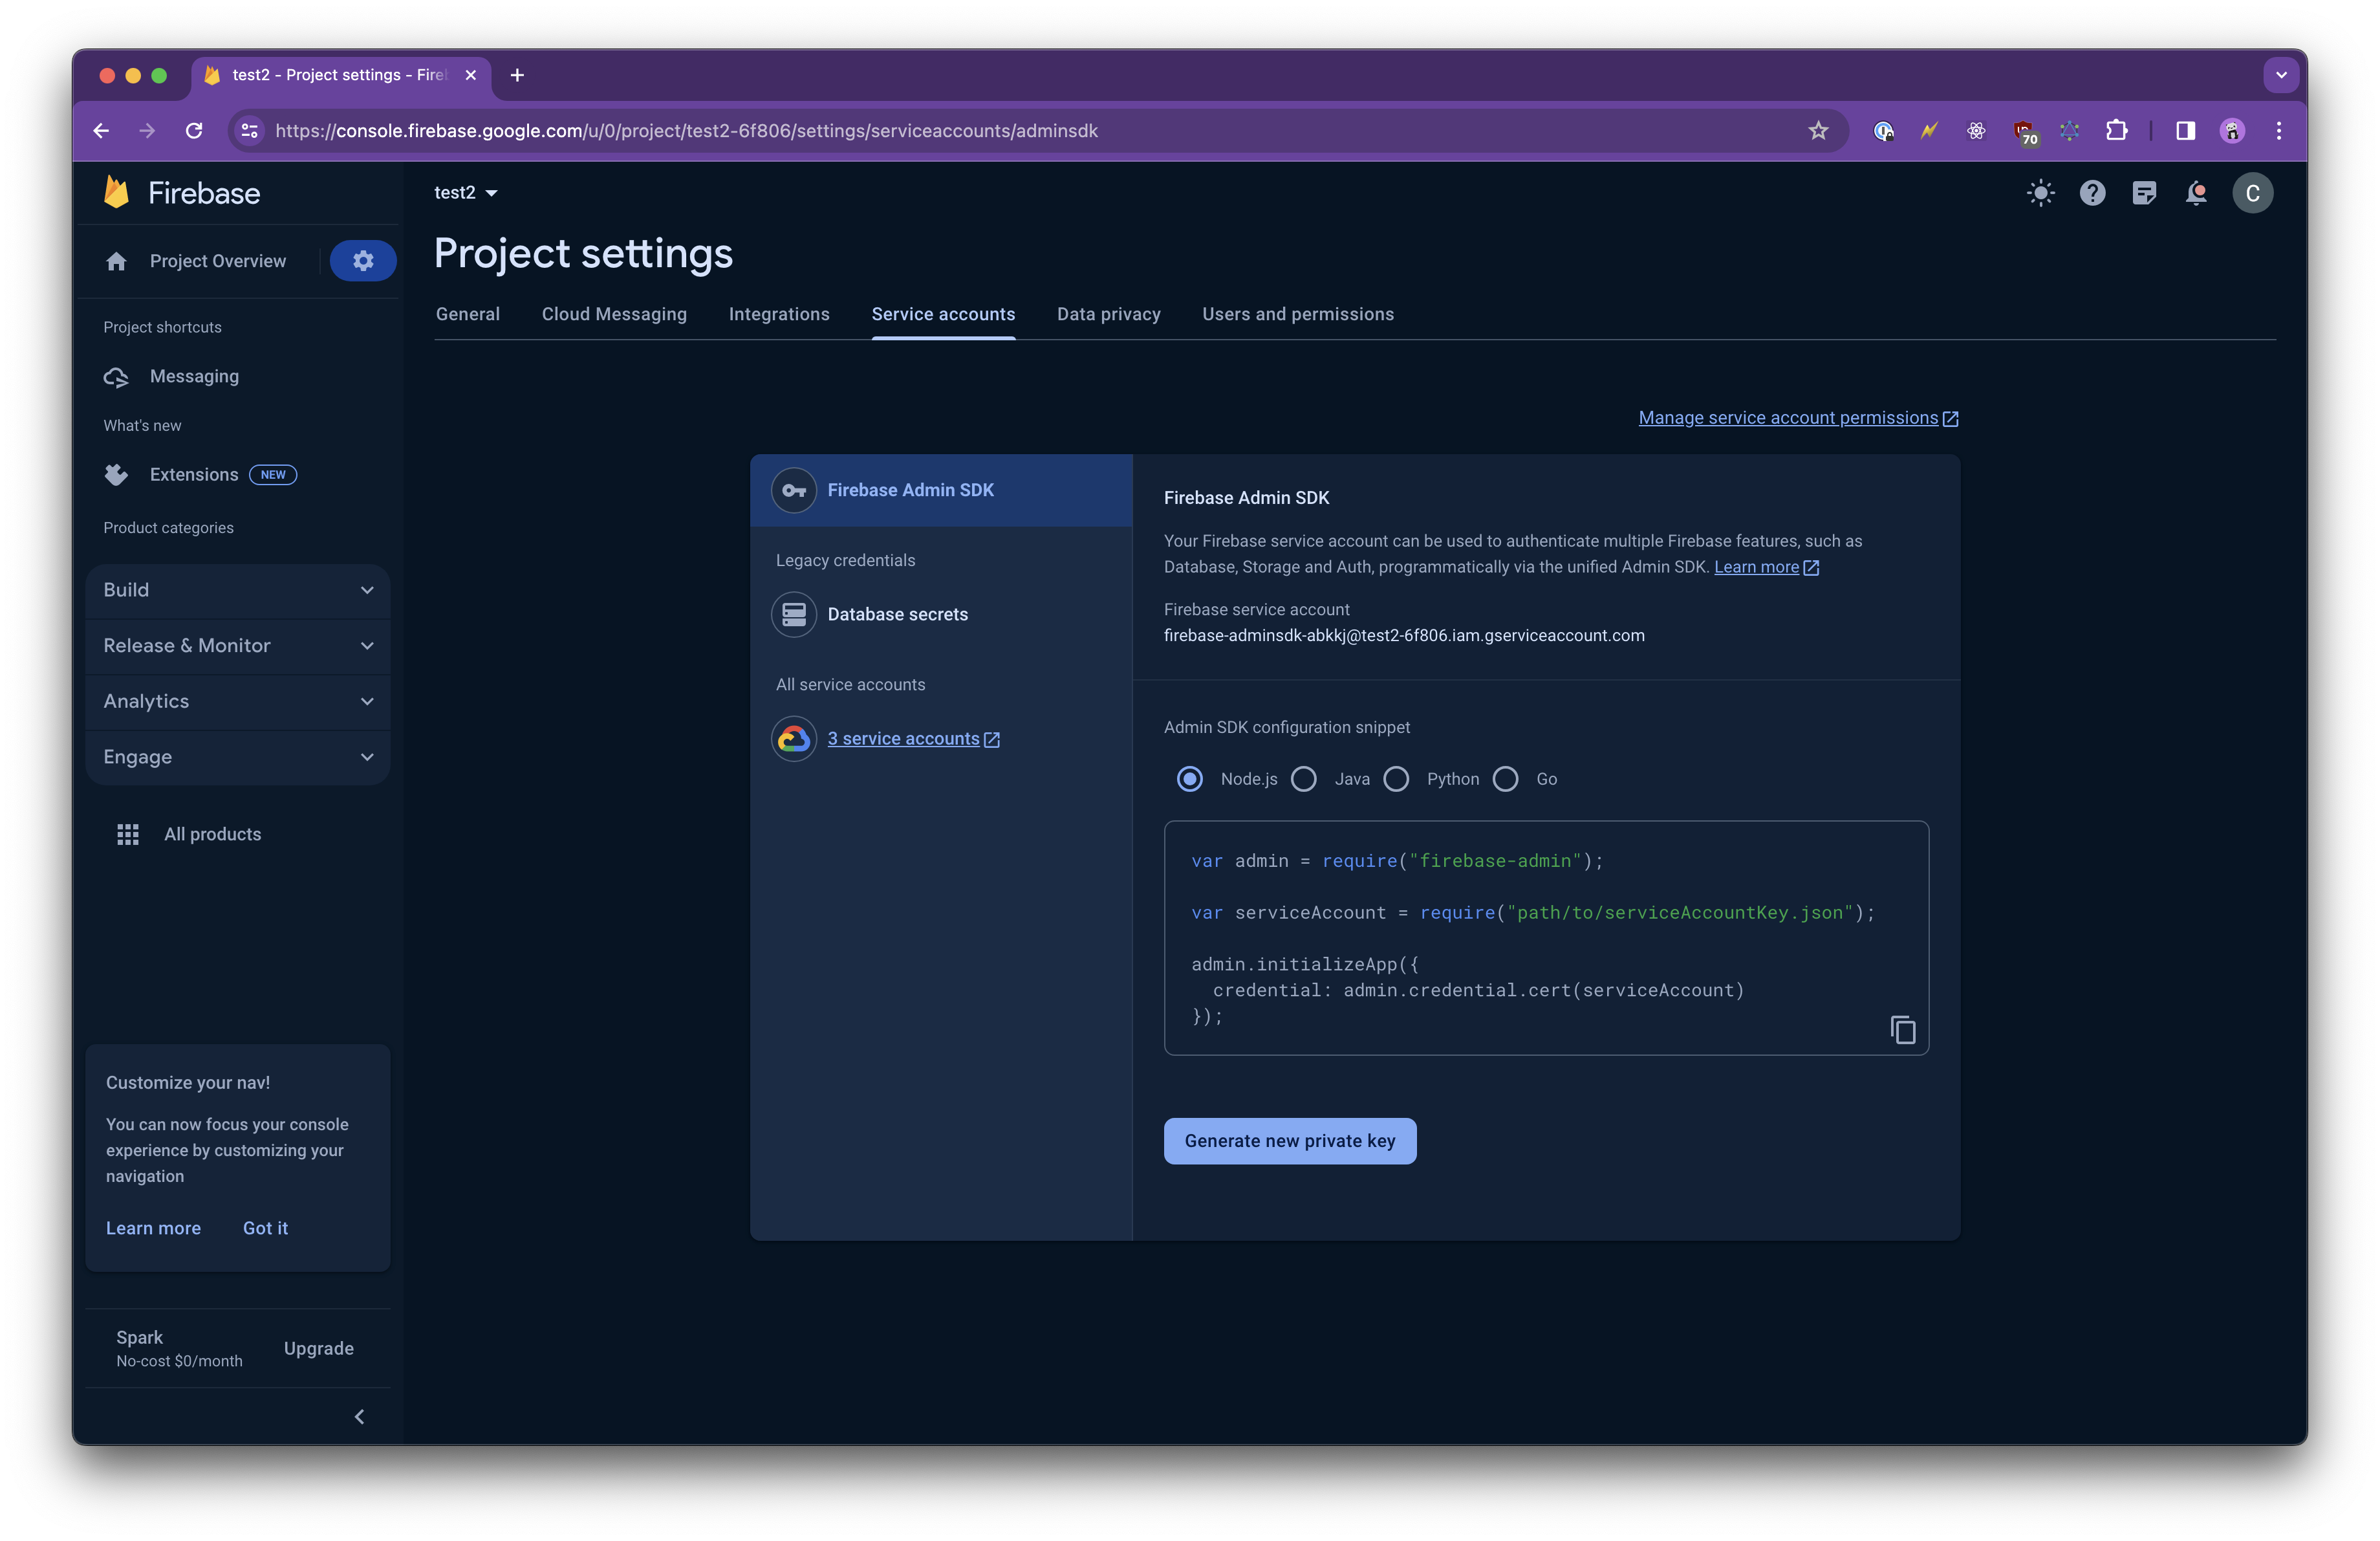 test2 - Project settings - Fire
https://console.firebase.google.com/u/0/project/test2-6f806/settings/serviceaccounts/adminsdk
70
Firebase
test2
C
Project Overview
Project settings
General
Cloud Messaging
Integrations
Service accounts
Data privacy
Users and permissions
Project shortcuts
Messaging
What's new
Extensions NEW
Product categories
Build
Release & Monitor
Analytics
Engage
All products
Customize your nav!
You can now focus your console
experience by customizing your
navigation
Learn more Got it
Spark
No-cost $0/month
Upgrade
Manage service account permissions
Firebase Admin SDK
Legacy credentials
Database secrets
All service accounts
3 service accounts
Firebase Admin SDK
Your Firebase service account can be used to authenticate multiple Firebase features, such as
Database, Storage and Auth, programmatically via the unified Admin SDK. Learn more
Firebase service account
firebase-adminsdk-abkkj@test2-6f806.iam.gserviceaccount.com
Admin SDK configuration snippet
Node.js Java Python Go
var admin = require("firebase-admin");
var serviceAccount = require("path/to/serviceAccountKey.json");
admin.initializeApp({
  credential: admin.credential.cert(serviceAccount)
});
Generate new private key